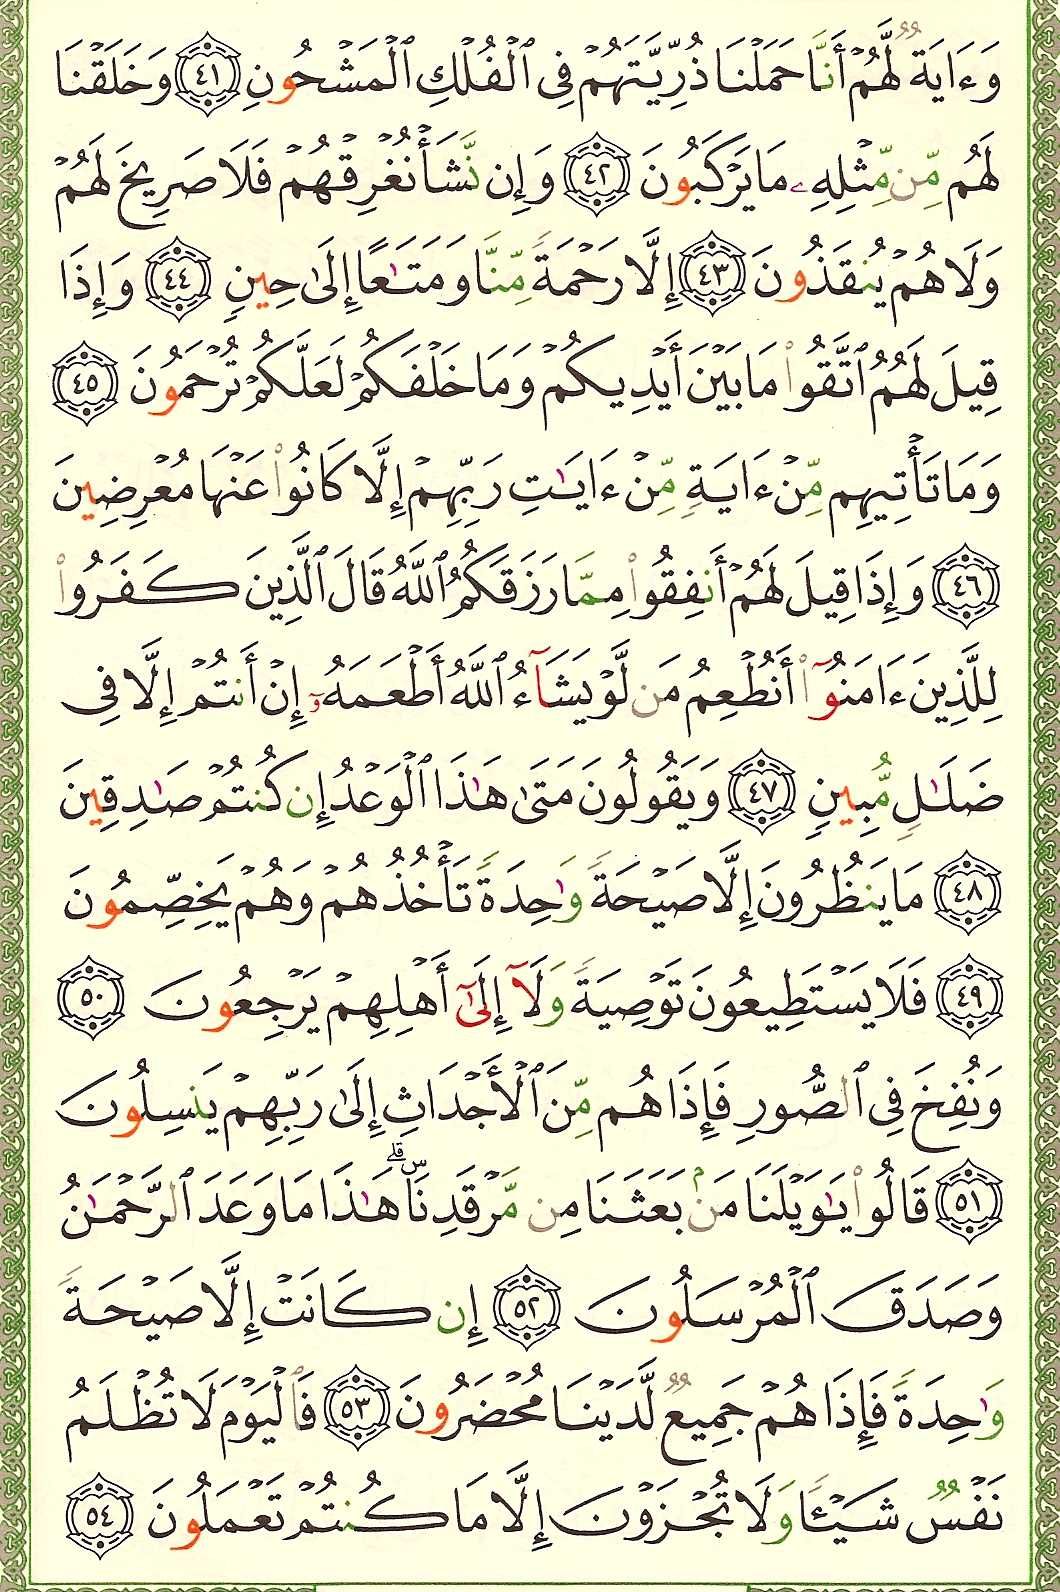 وَءَايَةٌ لَّهُمْ أَنَّا حَمَلْنَا ذُرِّيَّتَهُمْ فِى ٱلْفُلْكِ ٱلْمَشْحُونِ ٤١ وَخَلَقْنَا
لَهُم مِّن مِّثْلِهِۦ مَا يَرْكَبُونَ ٤٢ وَإِن نَّشَأْ نُغْرِقْهُمْ فَلَا صَرِيخَ لَهُمْ
وَلَا هُمْ يُنقَذُونَ ٤٣ إِلَّا رَحْمَةً مِّنَّا وَمَتَـٰعًا إِلَىٰ حِينٍ ٤٤ وَإِذَا
قِيلَ لَهُمُ ٱتَّقُوا۟ مَا بَيْنَ أَيْدِيكُمْ وَمَا خَلْفَكُمْ لَعَلَّكُمْ تُرْحَمُونَ ٤٥
وَمَا تَأْتِيهِم مِّنْ ءَايَةٍ مِّنْ ءَايَـٰتِ رَبِّهِمْ إِلَّا كَانُوا۟ عَنْهَا مُعْرِضِينَ
٤٦ وَإِذَا قِيلَ لَهُمْ أَنفِقُوا۟ مِمَّا رَزَقَكُمُ ٱللَّهُ قَالَ ٱلَّذِينَ كَفَرُوا۟
لِلَّذِينَ ءَامَنُوٓا۟ أَنُطْعِمُ مَن لَّوْ يَشَآءُ ٱللَّهُ أَطْعَمَهُۥٓ إِنْ أَنتُمْ إِلَّا فِى
ضَلَـٰلٍ مُّبِينٍ ٤٧ وَيَقُولُونَ مَتَىٰ هَـٰذَا ٱلْوَعْدُ إِن كُنتُمْ صَـٰدِقِينَ
٤٨ مَا يَنظُرُونَ إِلَّا صَيْحَةً وَٰحِدَةً تَأْخُذُهُمْ وَهُمْ يَخِصِّمُونَ
٤٩ فَلَا يَسْتَطِيعُونَ تَوْصِيَةً وَلَآ إِلَىٰٓ أَهْلِهِمْ يَرْجِعُونَ ٥٠
وَنُفِخَ فِى ٱلصُّورِ فَإِذَا هُم مِّنَ ٱلْأَجْدَاثِ إِلَىٰ رَبِّهِمْ يَنسِلُونَ
٥١ قَالُوا۟ يَـٰوَيْلَنَا مَنۢ بَعَثَنَا مِن مَّرْقَدِنَا ۜ ۗ هَـٰذَا مَا وَعَدَ ٱلرَّحْمَـٰنُ
وَصَدَقَ ٱلْمُرْسَلُونَ ٥٢ إِن كَانَتْ إِلَّا صَيْحَةً
وَٰحِدَةً فَإِذَا هُمْ جَمِيعٌ لَّدَيْنَا مُحْضَرُونَ ٥٣ فَٱلْيَوْمَ لَا تُظْلَمُ
نَفْسٌ شَيْـًٔا وَلَا تُجْزَوْنَ إِلَّا مَا كُنتُمْ تَعْمَلُونَ ٥٤